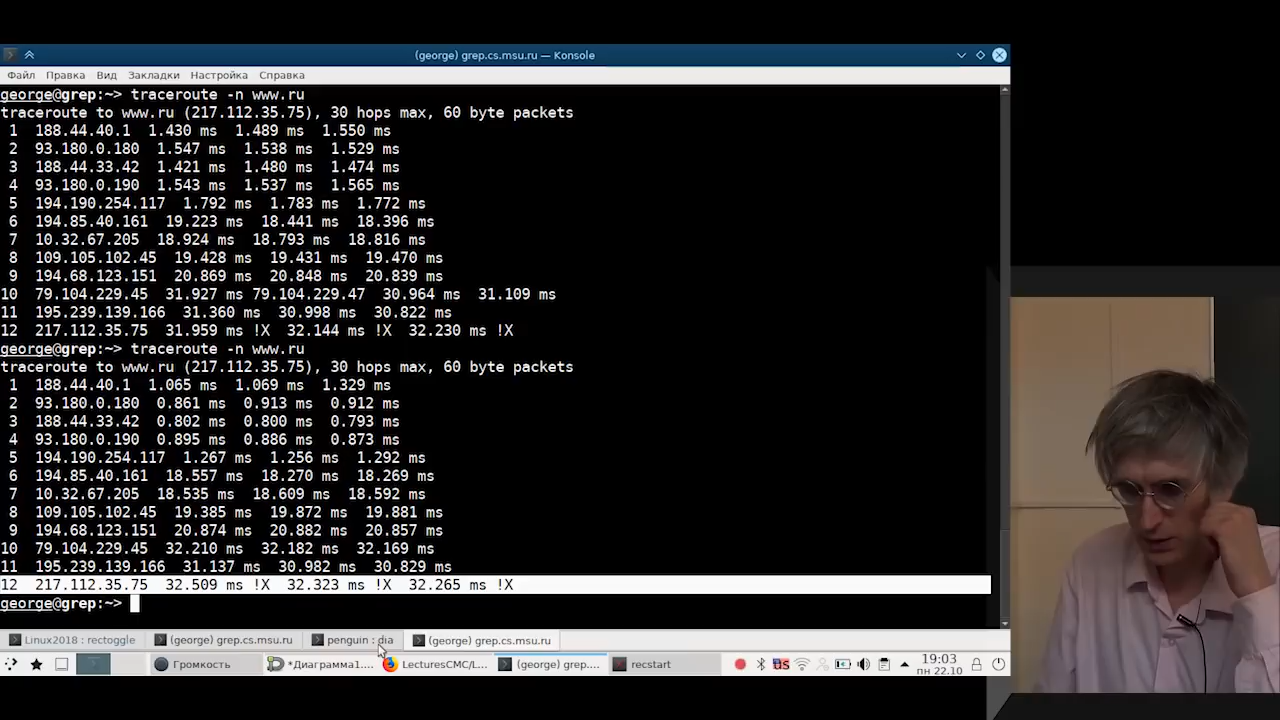 (george) grep.cs.msu.ru — Konsole
Файл Правка Вид Закладки Настройка Справка
george@grep:~> traceroute -n www.ru
traceroute to www.ru (217.112.35.75), 30 hops max, 60 byte packets
1 188.44.40.1 1.430 ms 1.489 ms 1.550 ms
2 93.180.0.180 1.547 ms 1.538 ms 1.529 ms
3 188.44.33.42 1.421 ms 1.480 ms 1.474 ms
4 93.180.0.190 1.543 ms 1.537 ms 1.565 ms
5 194.190.254.117 1.792 ms 1.783 ms 1.772 ms
6 194.85.40.161 19.223 ms 18.441 ms 18.396 ms
7 10.32.67.205 18.924 ms 18.793 ms 18.816 ms
8 109.105.102.45 19.428 ms 19.431 ms 19.470 ms
9 194.68.123.151 20.869 ms 20.848 ms 20.839 ms
10 79.104.229.45 31.927 ms 79.104.229.47 30.964 ms 31.109 ms
11 195.239.139.166 31.360 ms 30.998 ms 30.822 ms
12 217.112.35.75 31.959 ms !X 32.144 ms !X 32.230 ms !X
george@grep:~> traceroute -n www.ru
traceroute to www.ru (217.112.35.75), 30 hops max, 60 byte packets
1 188.44.40.1 1.065 ms 1.069 ms 1.329 ms
2 93.180.0.180 0.861 ms 0.913 ms 0.912 ms
3 188.44.33.42 0.802 ms 0.800 ms 0.793 ms
4 93.180.0.190 0.895 ms 0.886 ms 0.873 ms
5 194.190.254.117 1.267 ms 1.256 ms 1.292 ms
6 194.85.40.161 18.557 ms 18.270 ms 18.269 ms
7 10.32.67.205 18.535 ms 18.609 ms 18.592 ms
8 109.105.102.45 19.385 ms 19.872 ms 19.881 ms
9 194.68.123.151 20.874 ms 20.882 ms 20.857 ms
10 79.104.229.45 32.210 ms 32.182 ms 32.169 ms
11 195.239.139.166 31.137 ms 30.982 ms 30.829 ms
12 217.112.35.75 32.509 ms !X 32.323 ms !X 32.265 ms !X
george@grep:~>
Linux2018 : rectoggle (george) grep.cs.msu.ru penguin : dia (george) grep.cs.msu.ru
Громкость *Диаграмма1.... LecturesCMC/L... (george) grep.... recstart US 19:03
пн 22.10